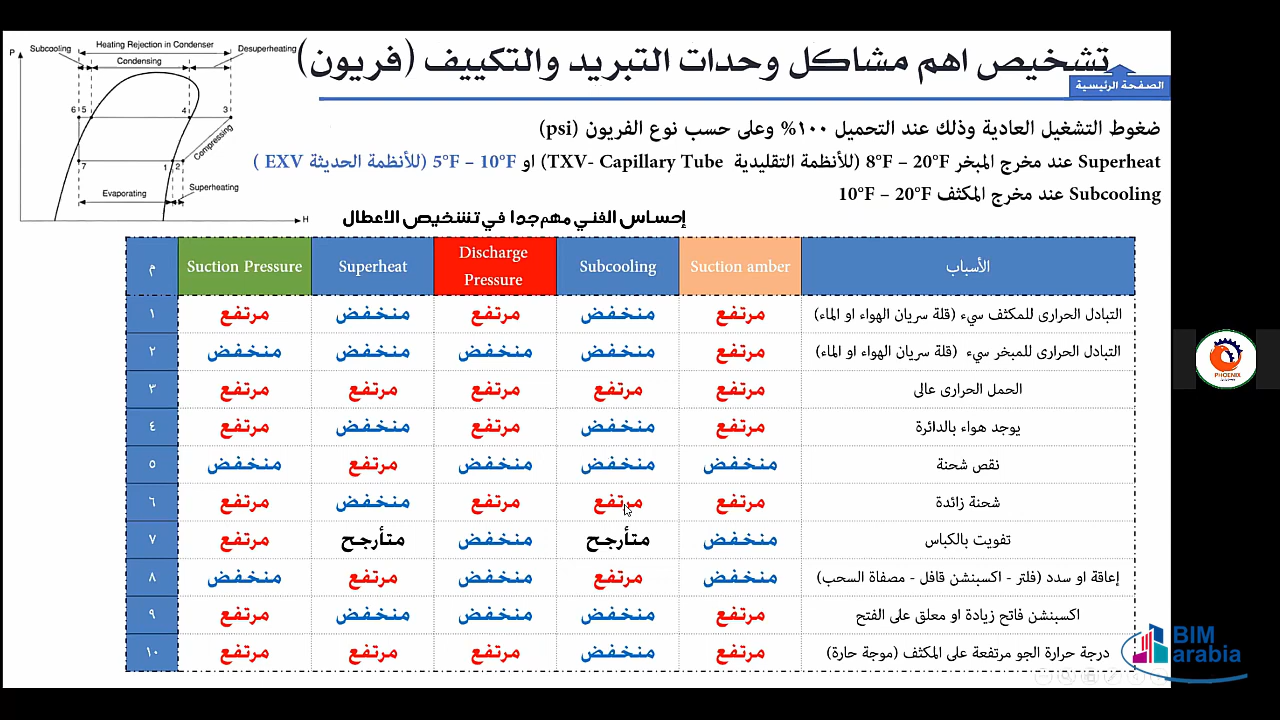 تشخيص اهم مشاكل وحدات التبريد والتكييف (فريون)
الصفحة الرئيسية
P
Subcooling
Heating Rejection in Condenser
Desuperheating
Condensing
6 5 4 3
Compressing
7 1 2
Evaporating
Superheating
H
ضغوط التشغيل العادية وذلك عند التحميل ١٠٠% وعلى حسب نوع الفريون (psi)
Superheat عند مخرج المبخر 8°F – 20°F (للأنظمة التقليدية TXV- Capillary Tube) او 5°F – 10°F (للأنظمة الحديثة EXV )
Subcooling عند مخرج المكثف 10°F – 20°F
إحساس الفني مهم جدا في تشخيص الاعطال
م Suction Pressure Superheat Discharge Pressure Subcooling Suction amber الأسباب
١ مرتفع منخفض مرتفع منخفض مرتفع التبادل الحرارى للمكثف سيء (قلة سريان الهواء او الماء)
٢ منخفض منخفض منخفض منخفض مرتفع التبادل الحرارى للمبخر سيء (قلة سريان الهواء او الماء)
٣ مرتفع مرتفع مرتفع مرتفع مرتفع الحمل الحرارى عالى
٤ مرتفع منخفض مرتفع منخفض مرتفع يوجد هواء بالدائرة
٥ منخفض مرتفع منخفض منخفض منخفض نقص شحنة
٦ مرتفع منخفض مرتفع مرتفع مرتفع شحنة زائدة
٧ مرتفع متأرجح منخفض متأرجح منخفض تفويت بالكباس
٨ منخفض مرتفع منخفض مرتفع منخفض إعاقة او سدد (فلتر - اكسبنشن قافل - مصفاة السحب)
٩ مرتفع منخفض منخفض منخفض مرتفع اكسبنشن فاتح زيادة او معلق على الفتح
١٠ مرتفع مرتفع مرتفع منخفض مرتفع درجة حرارة الجو مرتفعة على المكثف (موجة حارة)
PHOENIX
BIM
arabia